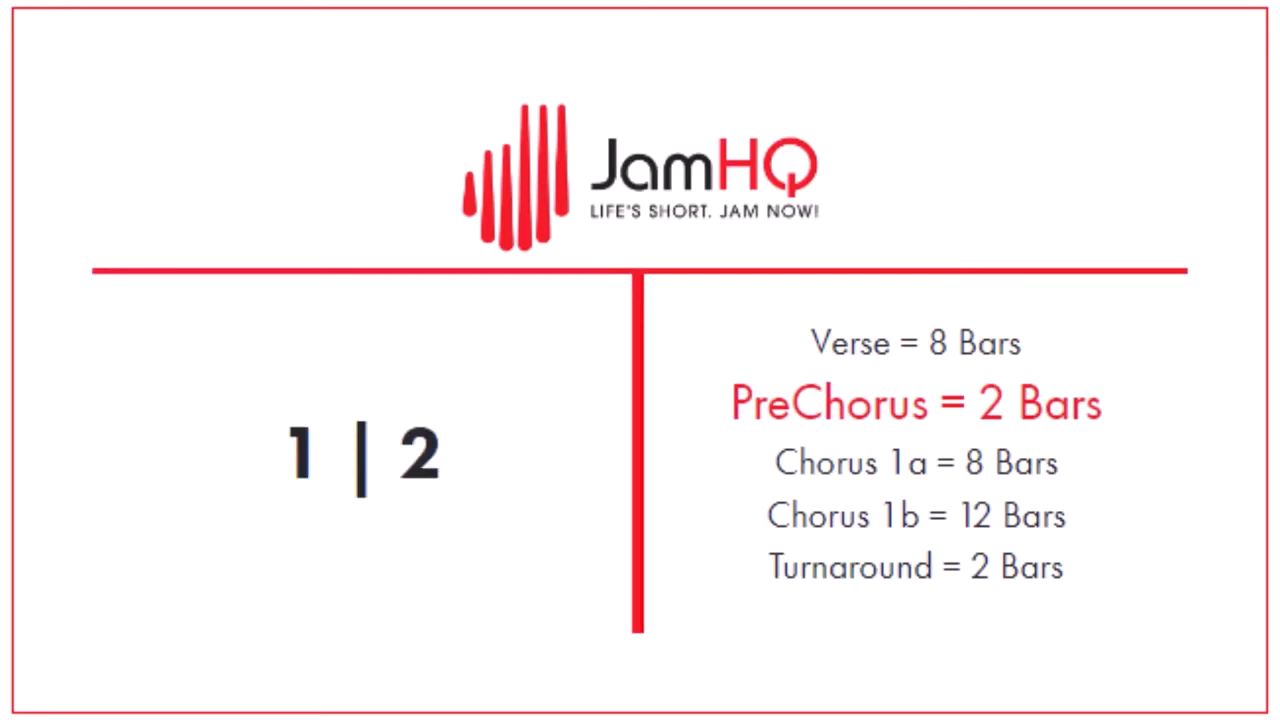 JamHQ
LIFE'S SHORT. JAM NOW!
1 | 2
Verse = 8 Bars
PreChorus = 2 Bars
Chorus 1a = 8 Bars
Chorus 1b = 12 Bars
Turnaround = 2 Bars